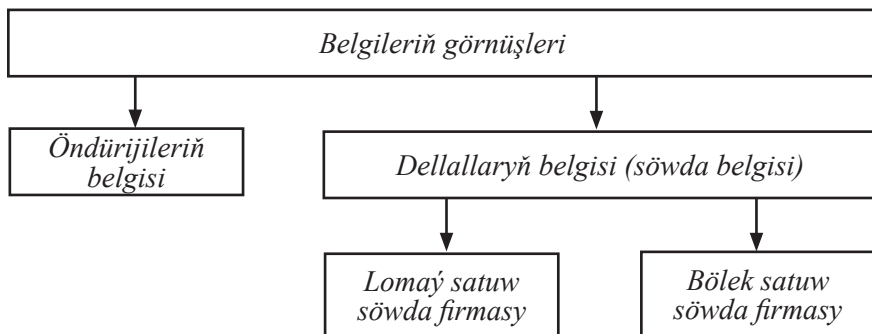 Belgileriň görnüşleri
Öndürijileriň
belgisi
Dellallaryň belgisi (söwda belgisi)
Lomaý satuw
söwda firmasy
Bölek satuw
söwda firmasy